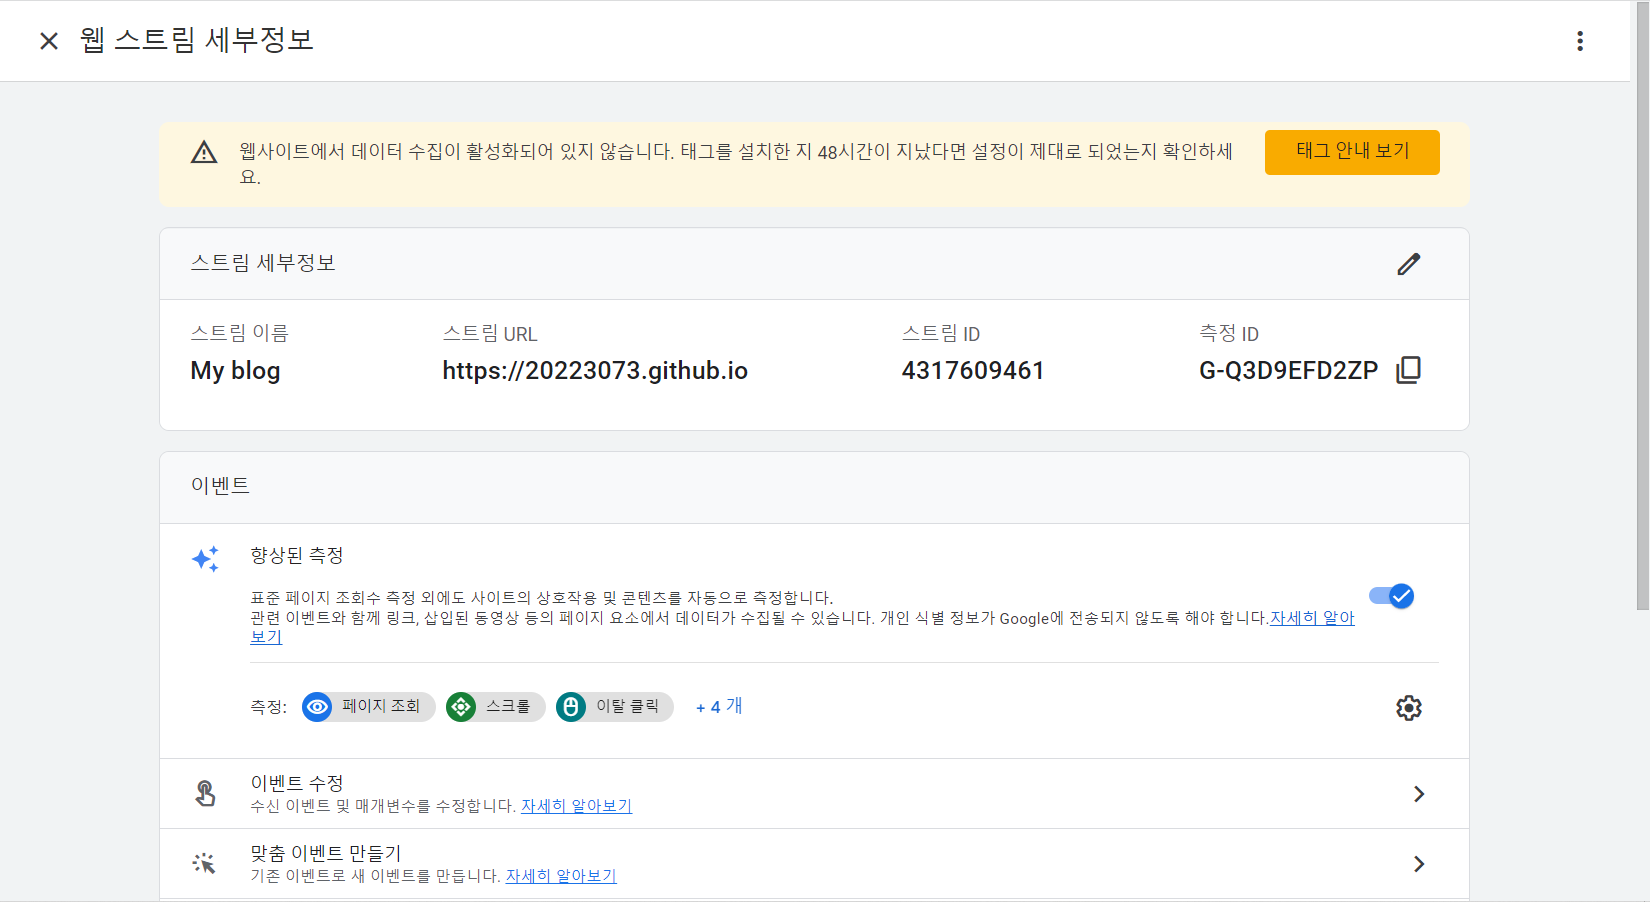 웹 스트림 세부정보
웹사이트에서 데이터 수집이 활성화되어 있지 않습니다. 태그를 설치한 지 48시간이 지났다면 설정이 제대로 되었는지 확인하세
요.
태그 안내 보기
스트림 세부정보
스트림 이름
My blog
스트림 URL
https://20223073.github.io
스트림 ID
4317609461
측정 ID
G-Q3D9EFD2ZP
이벤트
향상된 측정
표준 페이지 조회수 측정 외에도 사이트의 상호작용 및 콘텐츠를 자동으로 측정합니다.
관련 이벤트와 함께 링크, 삽입된 동영상 등의 페이지 요소에서 데이터가 수집될 수 있습니다. 개인 식별 정보가 Google에 전송되지 않도록 해야 합니다.자세히 알아
보기
측정: 페이지 조회 스크롤 이탈 클릭 + 4 개
이벤트 수정
수신 이벤트 및 매개변수를 수정합니다. 자세히 알아보기
맞춤 이벤트 만들기
기존 이벤트로 새 이벤트를 만듭니다. 자세히 알아보기